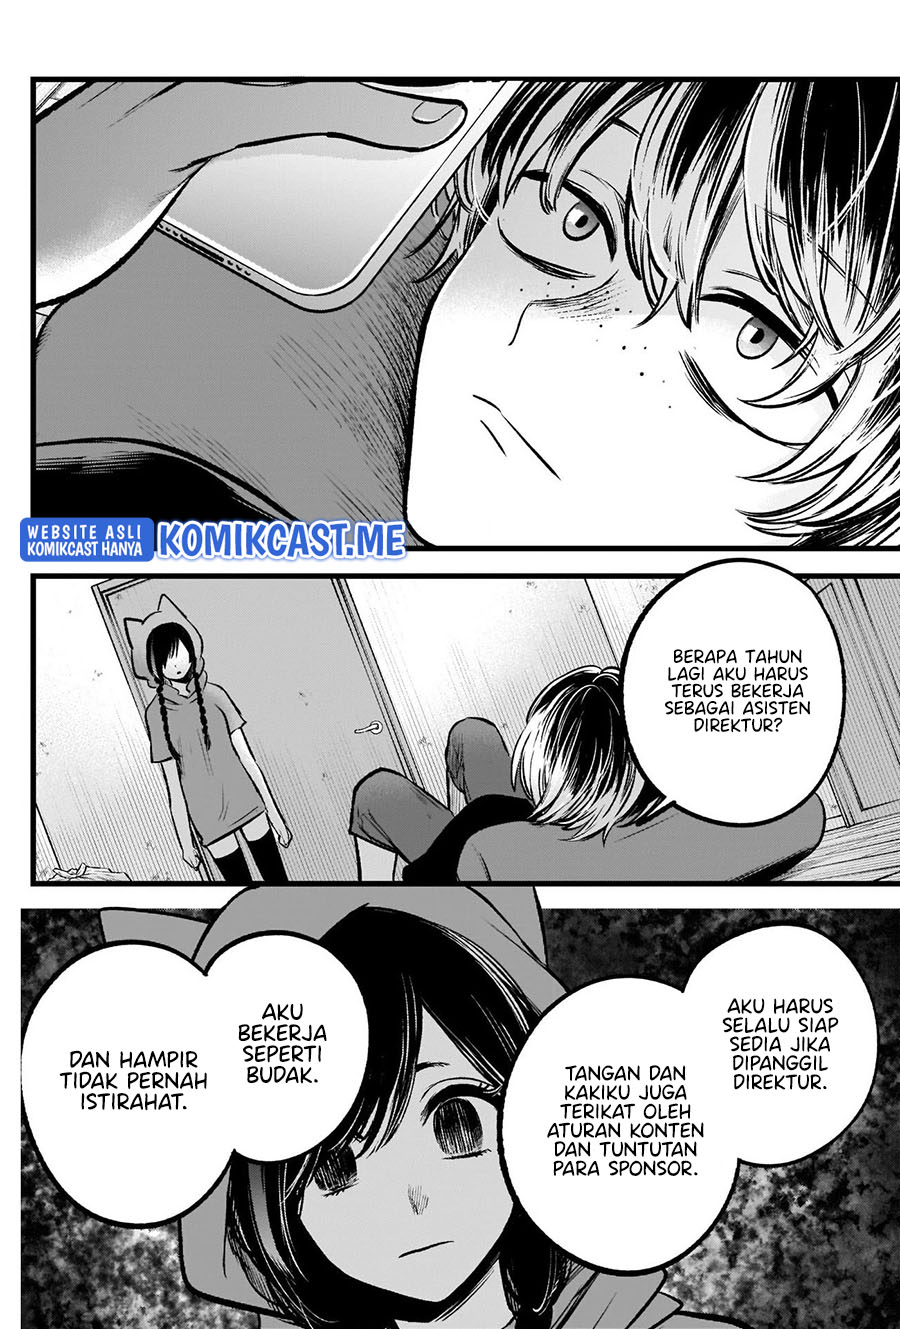 WEBSITE ASLI
KOMIKCAST HANYA
KOMIKCAST.ME
BERAPA TAHUN
LAGI AKU HARUS
TERUS BEKERJA
SEBAGAI ASISTEN
DIREKTUR?
AKU HARUS
SELALU SIAP
SEDIA JIKA
DIPANGGIL
DIREKTUR.
TANGAN DAN
KAKIKU JUGA
TERIKAT OLEH
ATURAN KONTEN
DAN TUNTUTAN
PARA SPONSOR.
AKU
BEKERJA
SEPERTI
BUDAK.
DAN HAMPIR
TIDAK PERNAH
ISTIRAHAT.